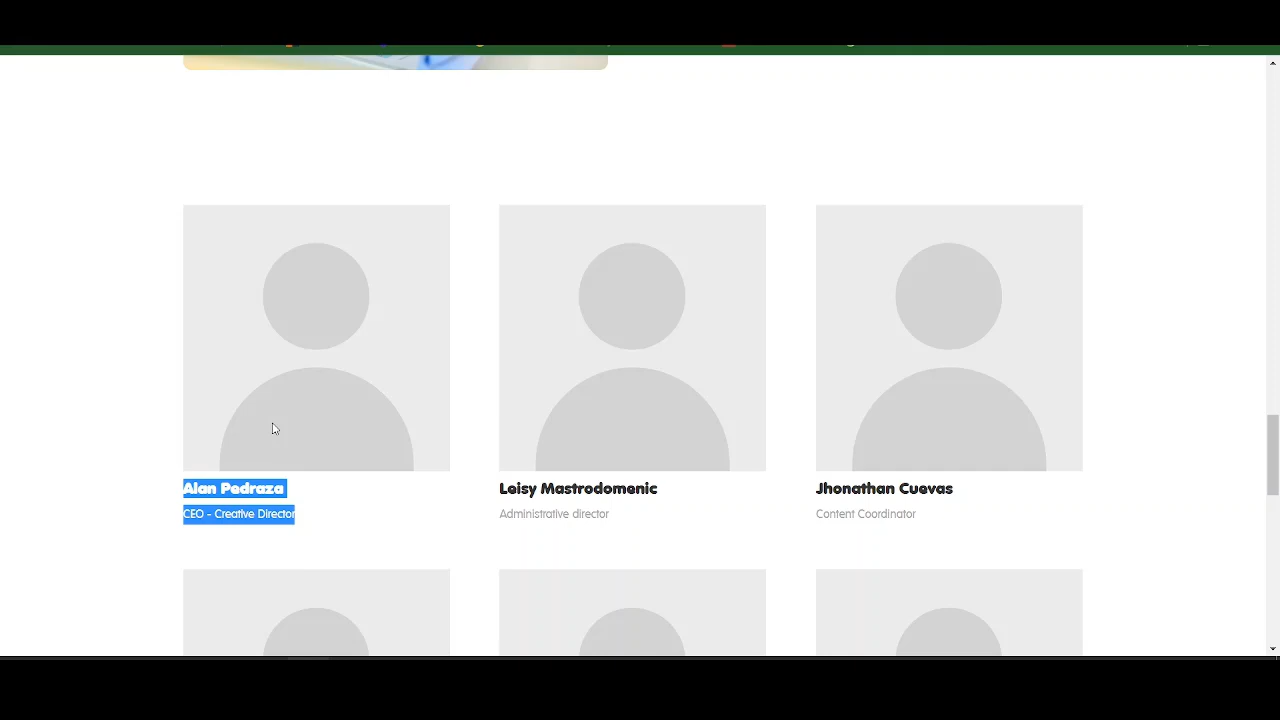 Alan Pedraza
CEO - Creative Director
Leisy Mastrodomenic
Administrative director
Jhonathan Cuevas
Content Coordinator